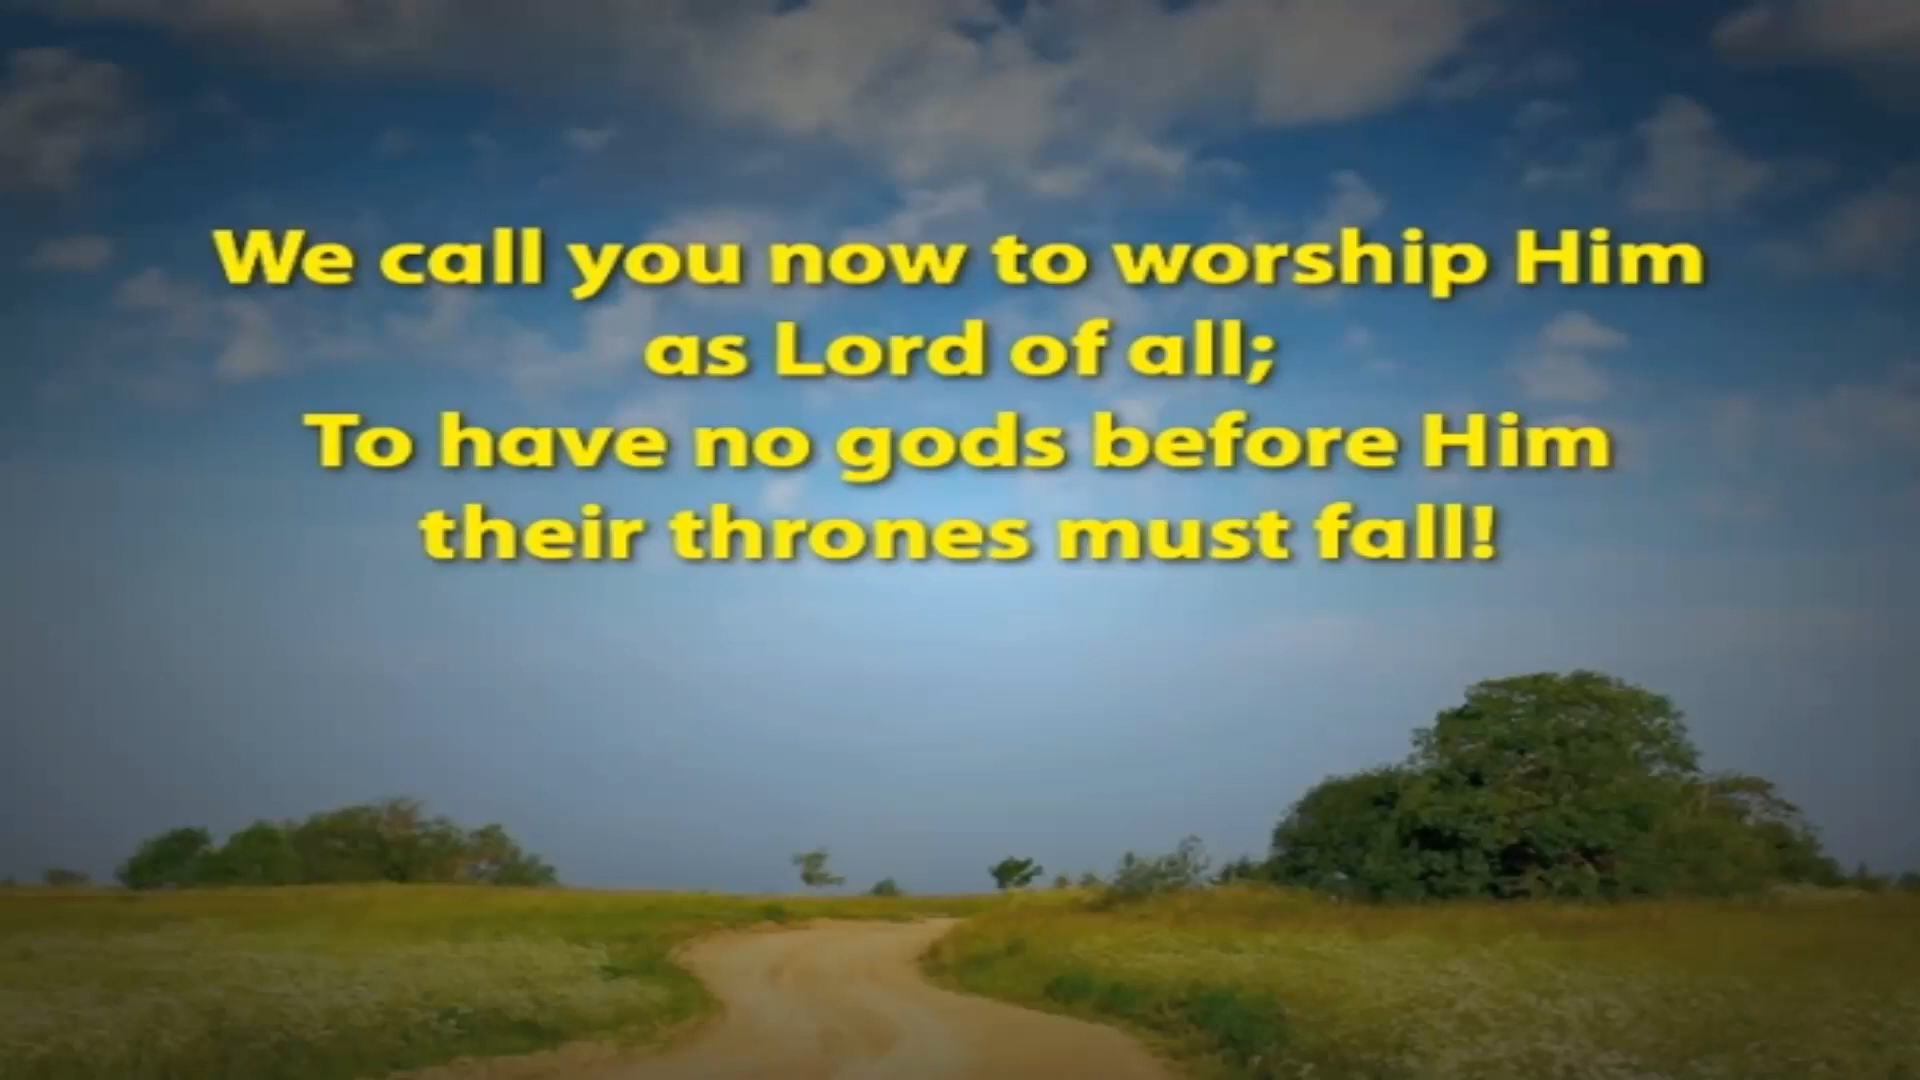 We call you now to worship Him
as Lord of all;
To have no gods before Him
their thrones must fall!